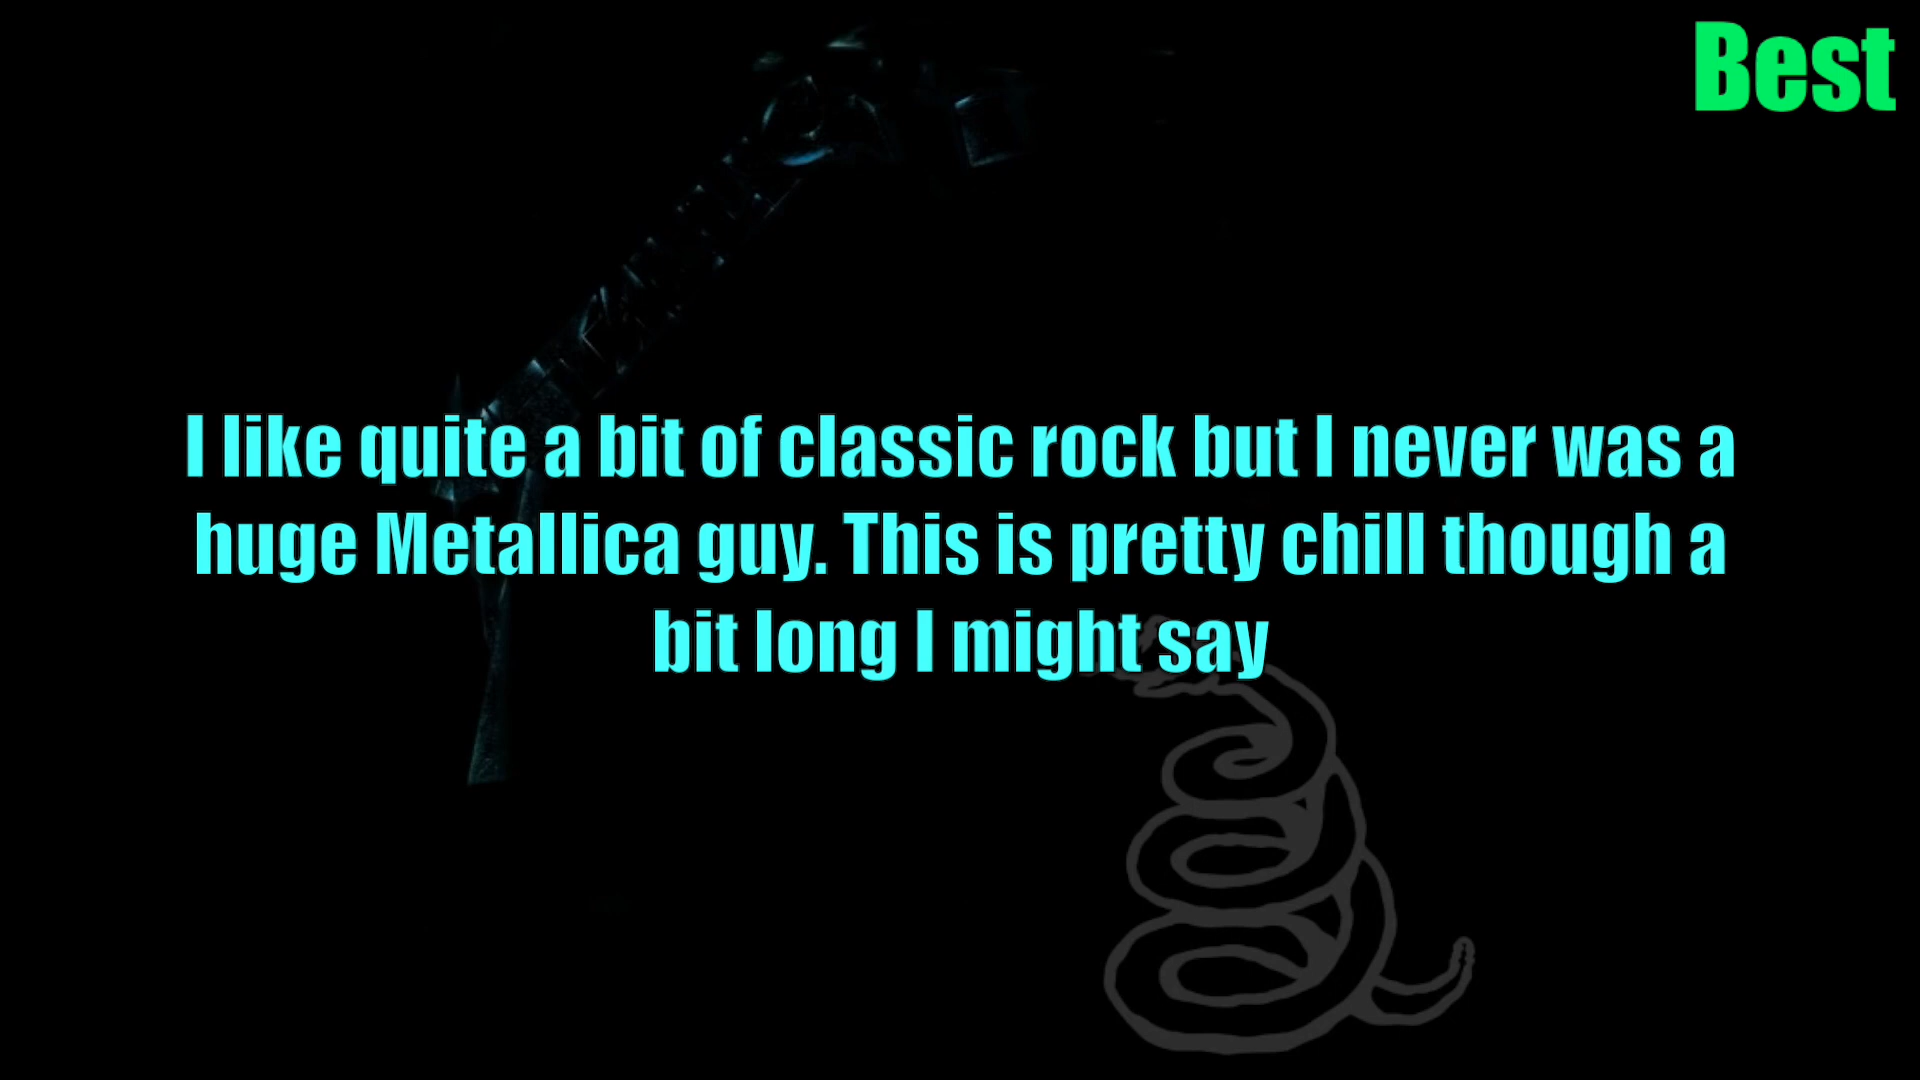 Best
I like quite a bit of classic rock but I never was a
huge Metallica guy. This is pretty chill though a
bit long I might say